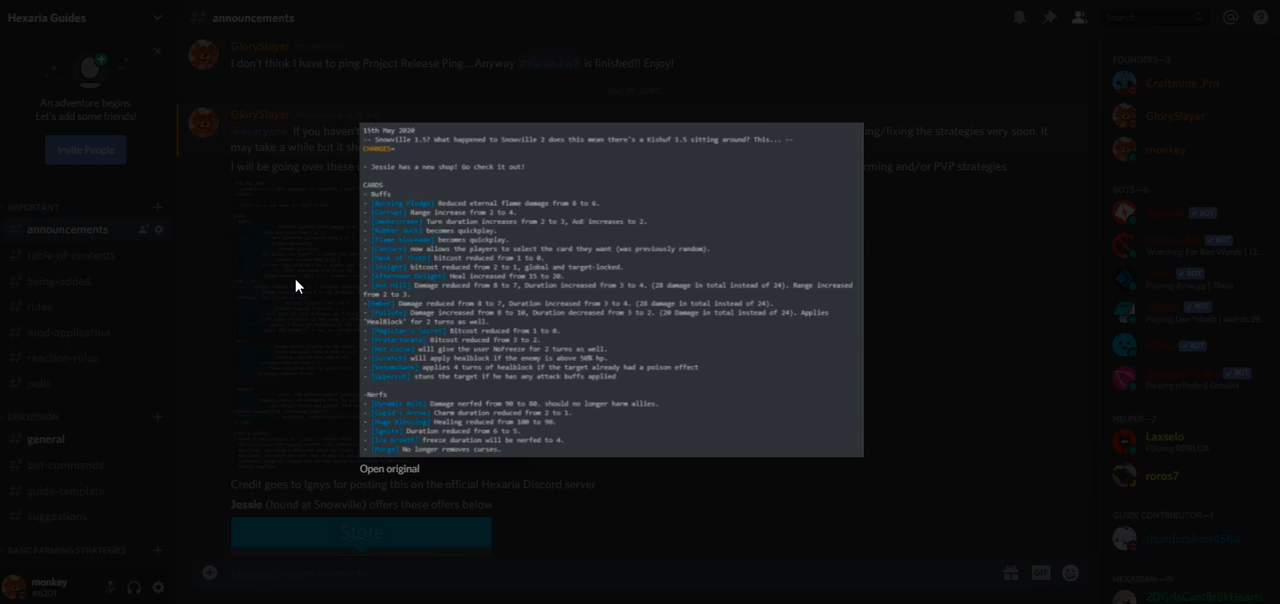 Hexaria Guides
announcements
Search
GlorySlayer
I don't think I have to ping Project Release Ping....Anyway is finished!! Enjoy!
An adventure begins.
Let's add some friends!
Invite People
GlorySlayer
@everyone If you haven't
ing/fixing the strategies very soon. It
may take a while but it
I will be going over these
rming and/or PVP strategies
15th May 2020
-- Snowville 1.5? What happened to Snowville 2 does this mean there's a Kishuf 1.5 sitting around? This... --
CHANGES=
- Jessie has a new shop! Go check it out!
CARDS
- Buffs
- [Burning Pledge] Reduced eternal flame damage from 8 to 6.
- [Corrupt] Range increase from 2 to 4.
- [Smokescreen] Turn duration increases from 2 to 3, AoE increases to 2.
- [Rubber duck] becomes quickplay.
- [Flame blockade] becomes quickplay.
- [Conjure] now allows the players to select the card they want (was previously random).
- [Mask of Truth] bitcost reduced from 1 to 0.
- [Insight] bitcost reduced from 2 to 1, global and target-locked.
- [Afternoon Delight] Heal increased from 15 to 20.
- [Ant Hill] Damage reduced from 8 to 7, Duration increased from 3 to 4. (28 damage in total instead of 24). Range increased
from 2 to 3.
- [Ember] Damage reduced from 8 to 7, Duration increased from 3 to 4. (28 damage in total instead of 24).
- [Pollute] Damage increased from 8 to 10, Duration decreased from 3 to 2. (20 Damage in total instead of 24). Applies
"HealBlock" for 2 turns as well.
- [Magician's Secret] Bitcost reduced from 1 to 0.
- [Protectorate] Bitcost reduced from 3 to 2.
- [Hot Cocoa] will give the user NoFreeze for 2 turns as well.
- [Scratch] will apply healblock if the enemy is above 50% hp.
- [Venomshank] applies 4 turns of healblock if the target already had a poison effect
- [Uppercut] stuns the target if he has any attack buffs applied
-Nerfs
- Damage nerfed from 90 to 80. should no longer harm allies.
- [Cupid's Arrow] Charm duration reduced from 2 to 1.
- [Huge Blessing] Healing reduced from 100 to 90.
- [Ignite] Duration reduced from 6 to 5.
- [Ice Breath] freeze duration will be nerfed to 4.
- [Purge] No longer removes curses.
Open original
Credit goes to Ignys for posting this on the official Hexaria Discord server
Jessie (found at Snowville) offers these offers below
Store
IMPORTANT
announcements
table-of-contents
being-added
rules
mod-application
reaction-roles
polls
DISCUSSION
general
bot-commands
guide-template
suggestions
BASIC FARMING STRATEGIES
monkey
#6201
GIF
FOUNDERS—3
Craftmine_Pro
GlorySlayer
monkey
BOTS—6
BOT
BOT
BOT
BOT
BOT
BOT
HELPER—2
Laxselo
Playing ROBLOX
roros7
GUIDE CONTRIBUTOR—1
thundersilver9584
HEXARIAN—19
2DGrlsCantBr8kHearts